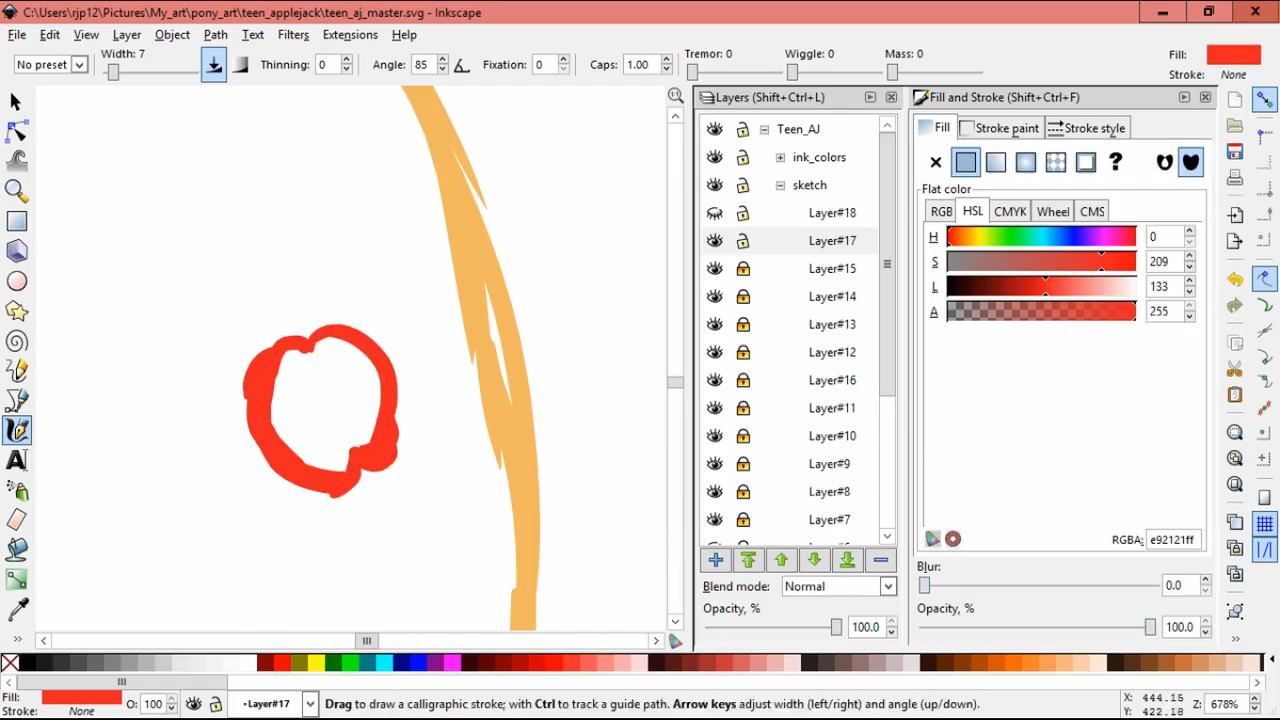 C:\Users\rjp12\Pictures\My_art\pony_art\teen_applejack\teen_aj_master.svg - Inkscape
File Edit View Layer Object Path Text Filters Extensions Help
No preset Width: 7 Thinning: 0 Angle: 85 Fixation: 0 Caps: 1.00 Tremor: 0 Wiggle: 0 Mass: 0 Fill:
Stroke: None
Layers (Shift+Ctrl+L)
Teen_AJ
ink_colors
sketch
Layer#18
Layer#17
Layer#15
Layer#14
Layer#13
Layer#12
Layer#16
Layer#11
Layer#10
Layer#9
Layer#8
Layer#7
Blend mode: Normal
Opacity, % 100.0
Fill and Stroke (Shift+Ctrl+F)
Fill Stroke paint Stroke style
Flat color
RGB HSL CMYK Wheel CMS
H 0
S 209
L 133
A 255
RGBA: e92121ff
Blur:
0.0
Opacity, %
100.0
Fill:
Stroke: None
O: 100
Layer#17
Drag to draw a calligraphic stroke; with Ctrl to track a guide path. Arrow keys adjust width (left/right) and angle (up/down).
X: 444.15
Y: 422.18
Z: 678%